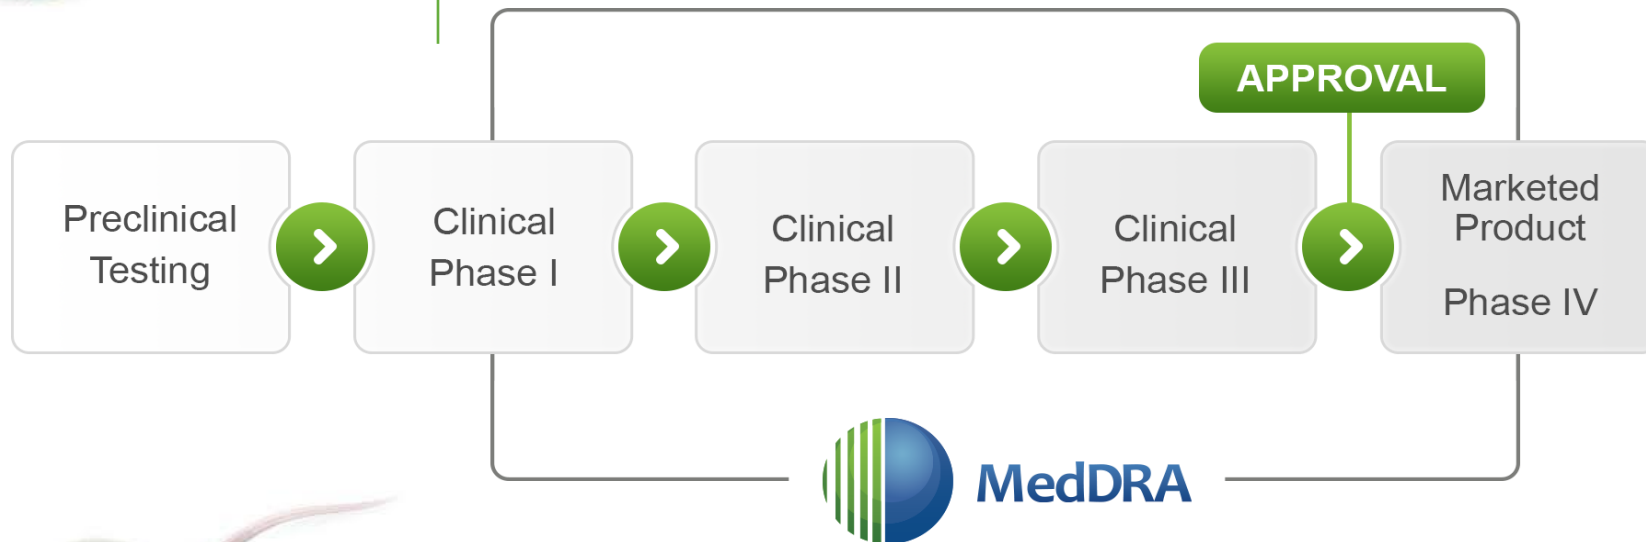 APPROVAL
Preclinical
Testing
Clinical
Phase I
Clinical
Phase II
Clinical
Phase III
Marketed
Product
Phase IV
MedDRA